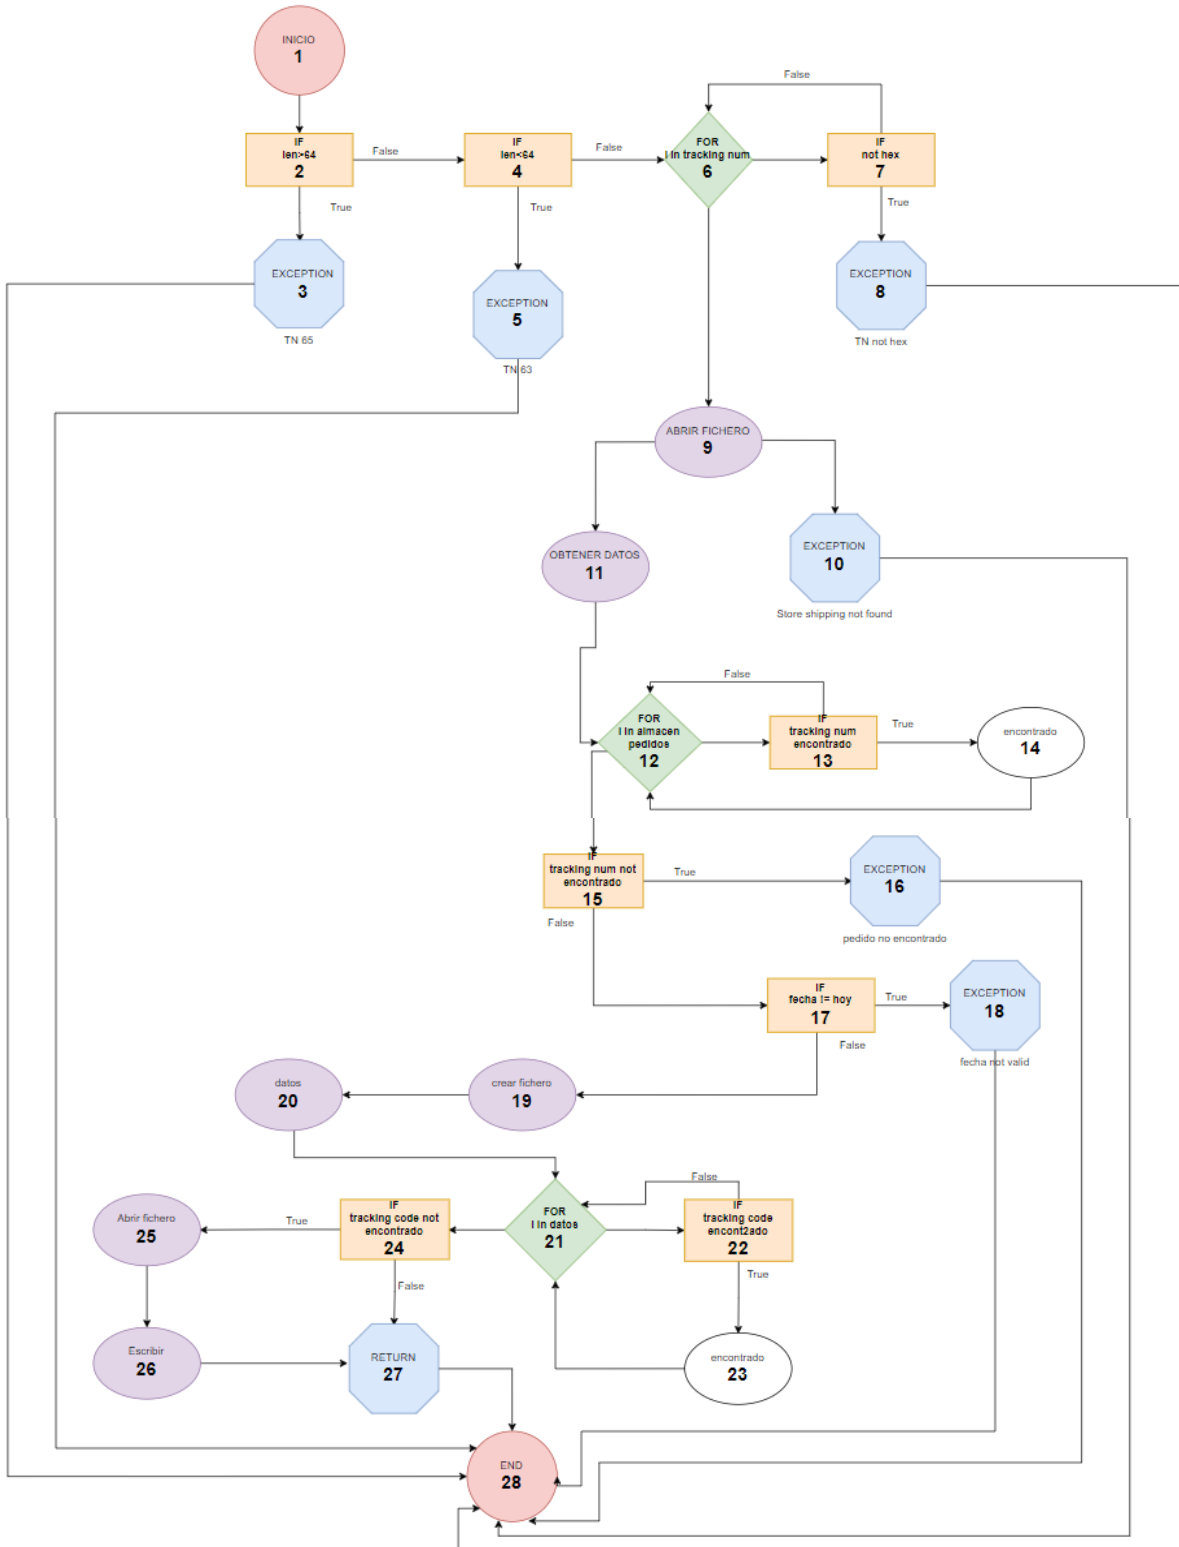 INICIO
1
False
IF
len>64
2
False
IF
len<64
4
False
FOR
I in tracking num
6
IF
not hex
7
True
True
True
EXCEPTION
3
TN 65
EXCEPTION
5
TN 63
EXCEPTION
8
TN not hex
ABRIR FICHERO
9
OBTENER DATOS
11
EXCEPTION
10
Store shipping not found
False
FOR
I in almacen
pedidos
12
IF
tracking num
encontrado
13
True
encontrado
14
IF
tracking num not
encontrado
15
True
EXCEPTION
16
pedido no encontrado
False
IF
fecha != hoy
17
True
EXCEPTION
18
fecha not valid
False
datos
20
crear fichero
19
False
Abrir fichero
25
True
IF
tracking code not
encontrado
24
FOR
I in datos
21
IF
tracking code
encont2ado
22
False
True
Escribir
26
RETURN
27
encontrado
23
END
28